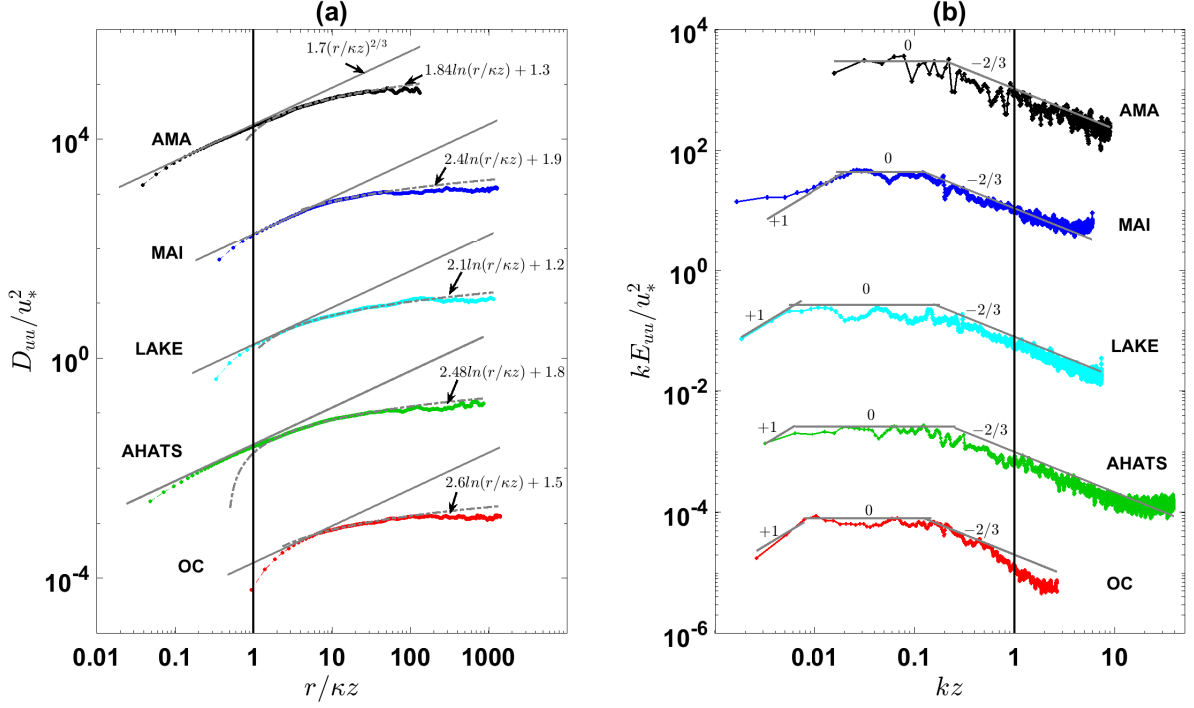 (a)
1.7(r/κz)^{2/3}
1.84ln(r/κz) + 1.3
AMA
10^4
2.4ln(r/κz) + 1.9
MAI
2.1ln(r/κz) + 1.2
LAKE
10^0
2.48ln(r/κz) + 1.8
AHATS
2.6ln(r/κz) + 1.5
OC
10^{-4}
D_{uu}/u_*^2
0.01 0.1 1 10 100 1000
r/κz
(b)
10^4
0
−2/3
AMA
10^2
0
−2/3
+1
MAI
10^0
0
+1
−2/3
LAKE
10^{-2}
0
+1
−2/3
AHATS
10^{-4}
0
+1
−2/3
OC
10^{-6}
kE_{uu}/u_*^2
0.01 0.1 1 10
kz